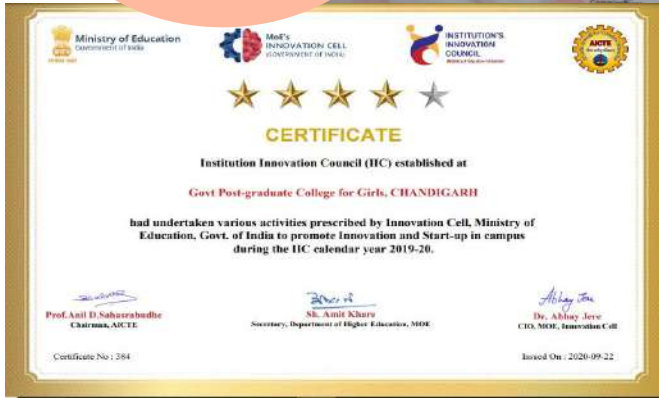 Ministry of Education
Government of India
MoE's
INNOVATION CELL
(GOVERNMENT OF INDIA)
INSTITUTION'S
INNOVATION
COUNCIL
AICTE
CERTIFICATE
Institution Innovation Council (IIC) established at
Govt Post-graduate College for Girls, CHANDIGARH
had undertaken various activities prescribed by Innovation Cell, Ministry of
Education, Govt. of India to promote Innovation and Start-up in campus
during the IIC calendar year 2019-20.
Prof.Anil D.Sahasrabudhe
Chairman, AICTE
Sh. Amit Khare
Secretary, Department of Higher Education, MOE
Abhay Jere
Dr. Abhay Jere
CIO, MOE, Innovation Cell
Certificate No : 384
Issued On : 2020-09-22